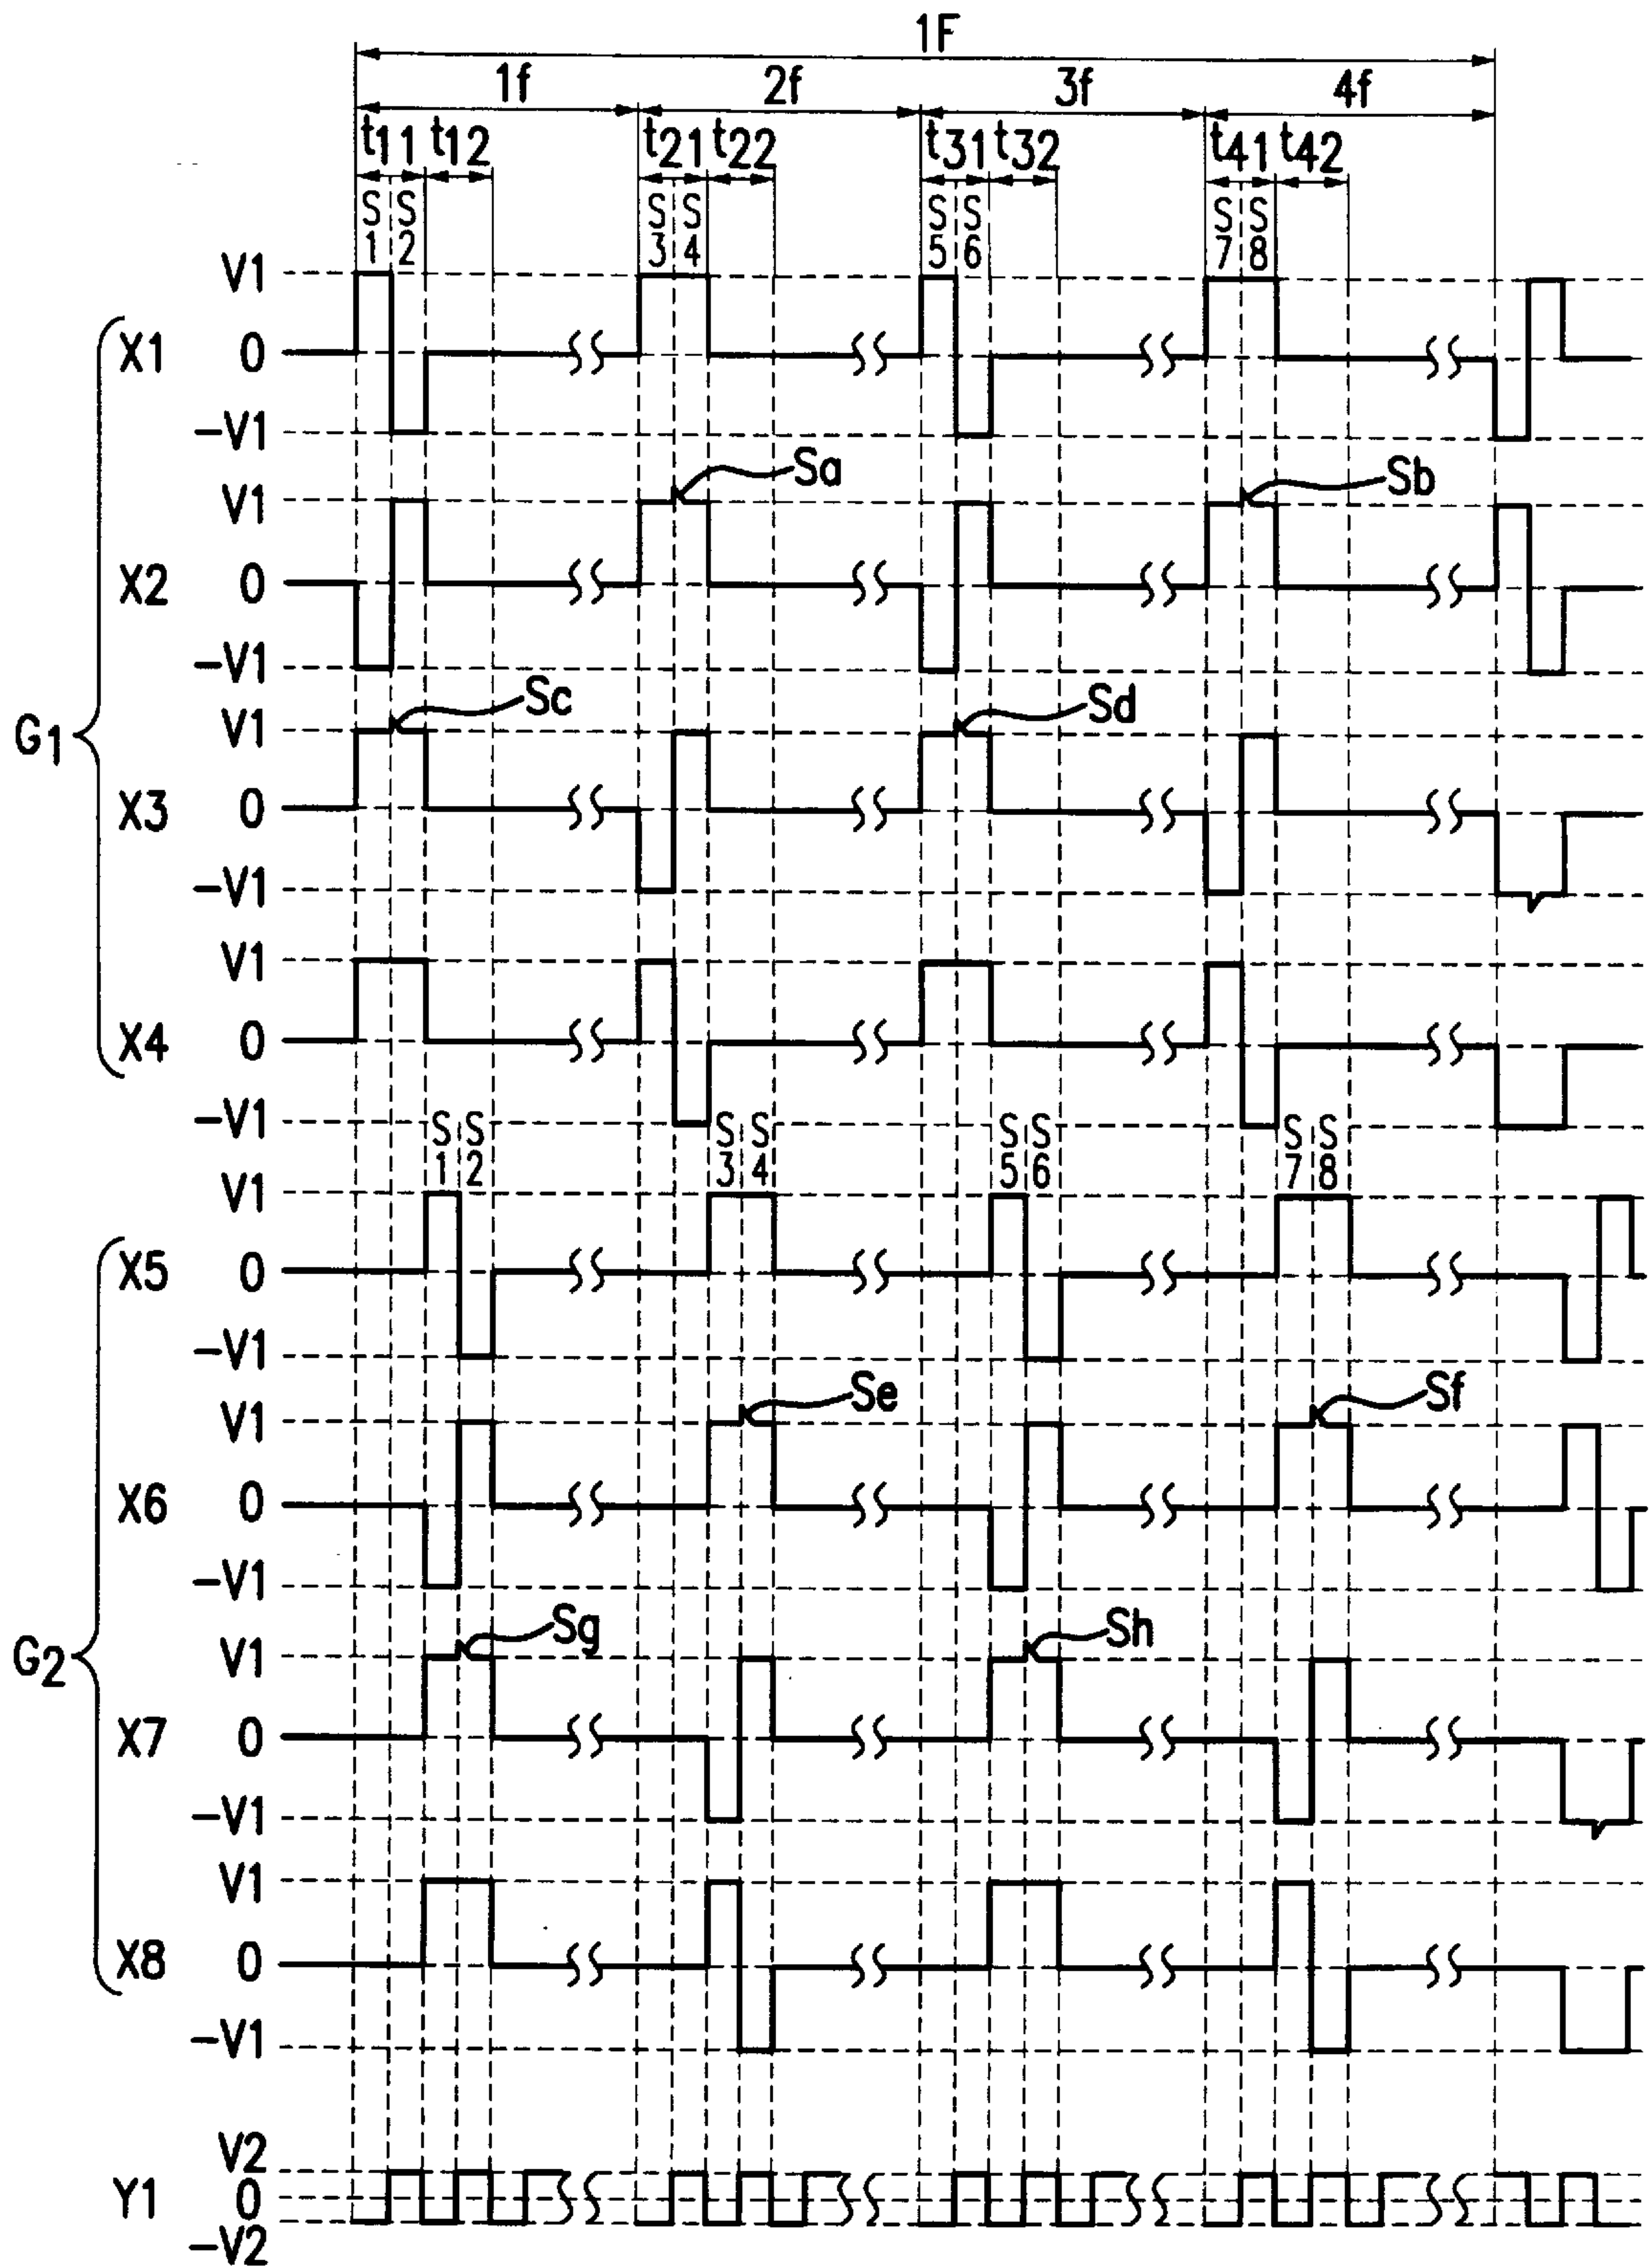 1F
1f 2f 3f 4f
t11 t12 t21 t22 t31 t32 t41 t42
S1 S2 S3 S4 S5 S6 S7 S8
V1
X1 0
-V1
Sa Sb
V1
X2 0
-V1
Sc Sd
G1 V1
X3 0
-V1
V1
X4 0
-V1
S1 S2 S3 S4 S5 S6 S7 S8
V1
X5 0
-V1
Se Sf
V1
X6 0
-V1
Sg Sh
G2 V1
X7 0
-V1
V1
X8 0
-V1
V2
Y1 0
-V2